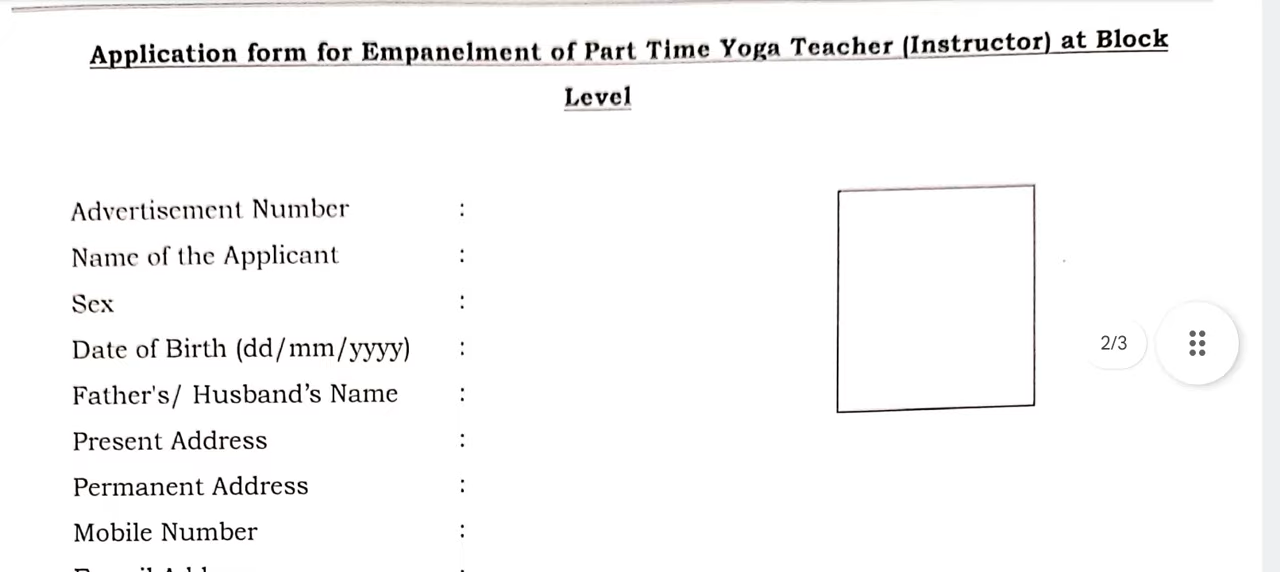 Application form for Empanelment of Part Time Yoga Teacher (Instructor) at Block
Level
Advertisement Number :
Name of the Applicant :
Sex :
Date of Birth (dd/mm/yyyy) :
Father's/ Husband’s Name :
Present Address :
Permanent Address :
Mobile Number :
2/3